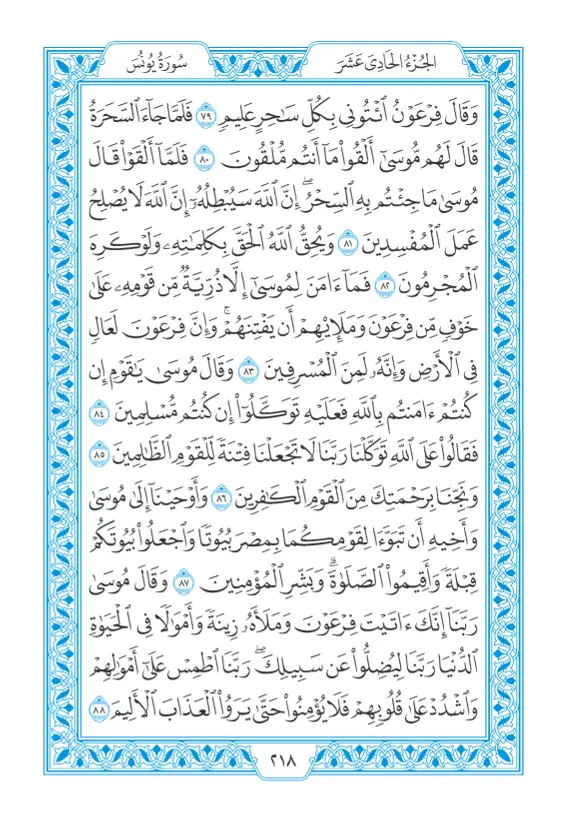 الجُزْءُ الحَادِى عَشَرَ
سُورَةُ يُونُسَ
وَقَالَ فِرْعَوْنُ ٱئْتُونِى بِكُلِّ سَـٰحِرٍ عَلِيمٍ ٧٩ فَلَمَّا جَآءَ ٱلسَّحَرَةُ
قَالَ لَهُم مُّوسَىٰٓ أَلْقُوا۟ مَآ أَنتُم مُّلْقُونَ ٨٠ فَلَمَّآ أَلْقَوْا۟ قَالَ
مُوسَىٰ مَا جِئْتُم بِهِ ٱلسِّحْرُ ۖ إِنَّ ٱللَّهَ سَيُبْطِلُهُۥٓ ۖ إِنَّ ٱللَّهَ لَا يُصْلِحُ
عَمَلَ ٱلْمُفْسِدِينَ ٨١ وَيُحِقُّ ٱللَّهُ ٱلْحَقَّ بِكَلِمَـٰتِهِۦ وَلَوْ كَرِهَ
ٱلْمُجْرِمُونَ ٨٢ فَمَآ ءَامَنَ لِمُوسَىٰٓ إِلَّا ذُرِّيَّةٌ مِّن قَوْمِهِۦ عَلَىٰ
خَوْفٍ مِّن فِرْعَوْنَ وَمَلَإِي۟هِمْ أَن يَفْتِنَهُمْ ۚ وَإِنَّ فِرْعَوْنَ لَعَالٍ
فِى ٱلْأَرْضِ وَإِنَّهُۥ لَمِنَ ٱلْمُسْرِفِينَ ٨٣ وَقَالَ مُوسَىٰ يَـٰقَوْمِ إِن
كُنتُمْ ءَامَنتُم بِٱللَّهِ فَعَلَيْهِ تَوَكَّلُوٓا۟ إِن كُنتُم مُّسْلِمِينَ ٨٤
فَقَالُوا۟ عَلَى ٱللَّهِ تَوَكَّلْنَا رَبَّنَا لَا تَجْعَلْنَا فِتْنَةً لِّلْقَوْمِ ٱلظَّـٰلِمِينَ ٨٥
وَنَجِّنَا بِرَحْمَتِكَ مِنَ ٱلْقَوْمِ ٱلْكَـٰفِرِينَ ٨٦ وَأَوْحَيْنَآ إِلَىٰ مُوسَىٰ
وَأَخِيهِ أَن تَبَوَّءَا لِقَوْمِكُمَا بِمِصْرَ بُيُوتًا وَٱجْعَلُوا۟ بُيُوتَكُمْ
قِبْلَةً وَأَقِيمُوا۟ ٱلصَّلَوٰةَ ۗ وَبَشِّرِ ٱلْمُؤْمِنِينَ ٨٧ وَقَالَ مُوسَىٰ
رَبَّنَآ إِنَّكَ ءَاتَيْتَ فِرْعَوْنَ وَمَلَأَهُۥ زِينَةً وَأَمْوَٰلًا فِى ٱلْحَيَوٰةِ
ٱلدُّنْيَا رَبَّنَا لِيُضِلُّوا۟ عَن سَبِيلِكَ ۖ رَبَّنَا ٱطْمِسْ عَلَىٰٓ أَمْوَٰلِهِمْ
وَٱشْدُدْ عَلَىٰ قُلُوبِهِمْ فَلَا يُؤْمِنُوا۟ حَتَّىٰ يَرَوُا۟ ٱلْعَذَابَ ٱلْأَلِيمَ ٨٨
٢١٨